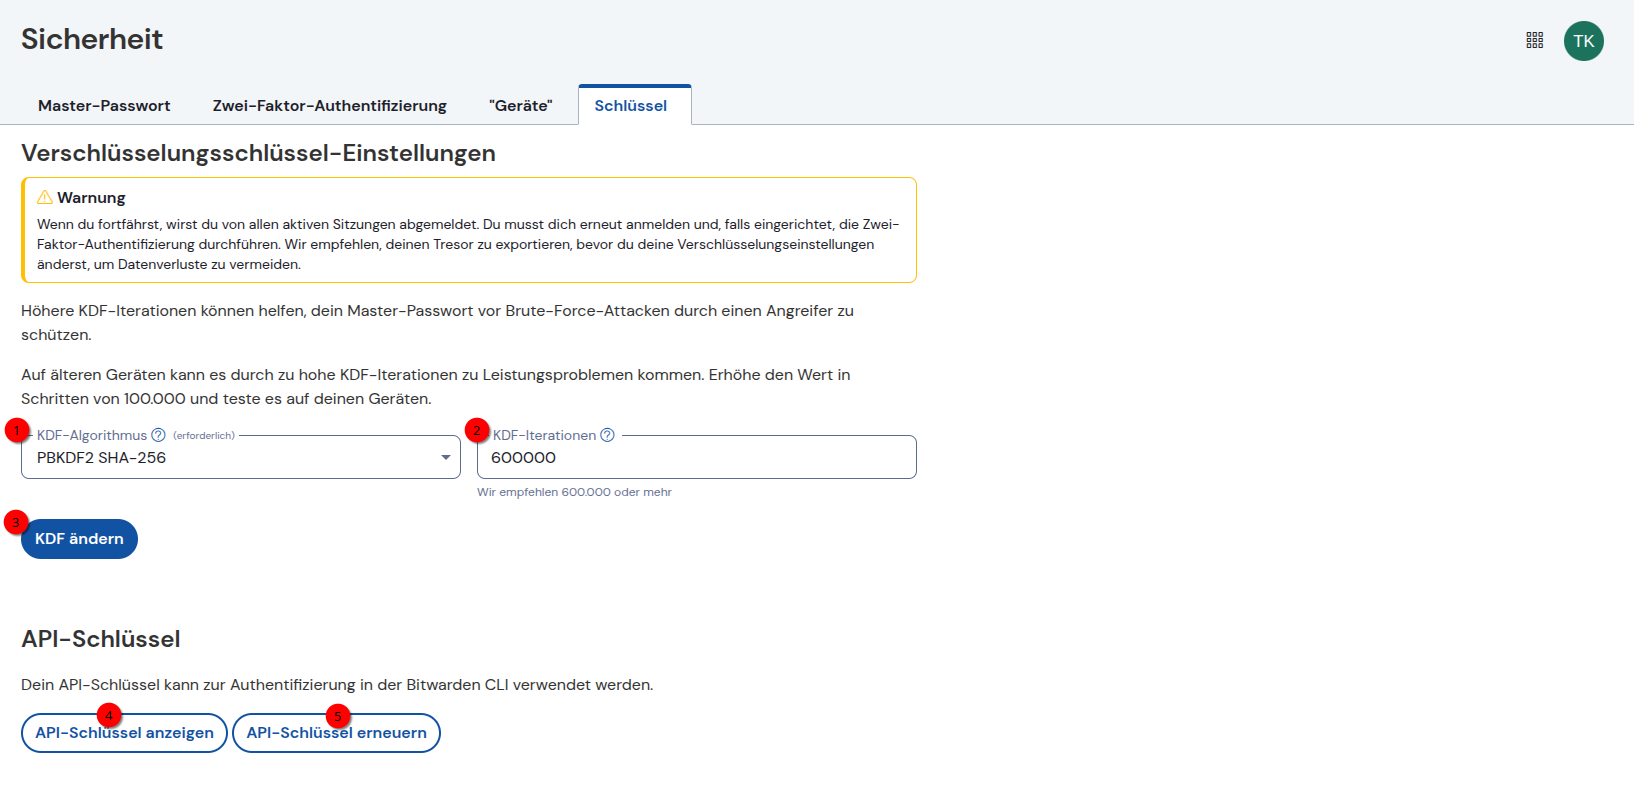 Sicherheit
TK
Master-Passwort
Zwei-Faktor-Authentifizierung
"Geräte"
Schlüssel
Verschlüsselungsschlüssel-Einstellungen
Warnung
Wenn du fortfährst, wirst du von allen aktiven Sitzungen abgemeldet. Du musst dich erneut anmelden und, falls eingerichtet, die Zwei-
Faktor-Authentifizierung durchführen. Wir empfehlen, deinen Tresor zu exportieren, bevor du deine Verschlüsselungseinstellungen
änderst, um Datenverluste zu vermeiden.
Höhere KDF-Iterationen können helfen, dein Master-Passwort vor Brute-Force-Attacken durch einen Angreifer zu
schützen.
Auf älteren Geräten kann es durch zu hohe KDF-Iterationen zu Leistungsproblemen kommen. Erhöhe den Wert in
Schritten von 100.000 und teste es auf deinen Geräten.
1
KDF-Algorithmus ? (erforderlich)
PBKDF2 SHA-256
2
KDF-Iterationen ?
600000
Wir empfehlen 600.000 oder mehr
3
KDF ändern
API-Schlüssel
Dein API-Schlüssel kann zur Authentifizierung in der Bitwarden CLI verwendet werden.
4
API-Schlüssel anzeigen
5
API-Schlüssel erneuern